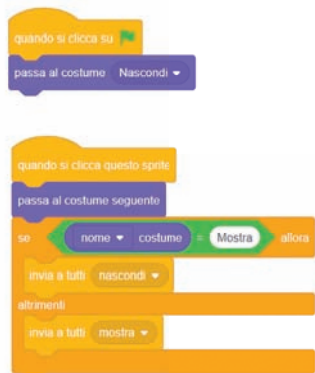 quando si clicca su
passa al costume Nascondi
quando si clicca questo sprite
passa al costume seguente
se nome costume = Mostra allora
invia a tutti nascondi
altrimenti
invia a tutti mostra